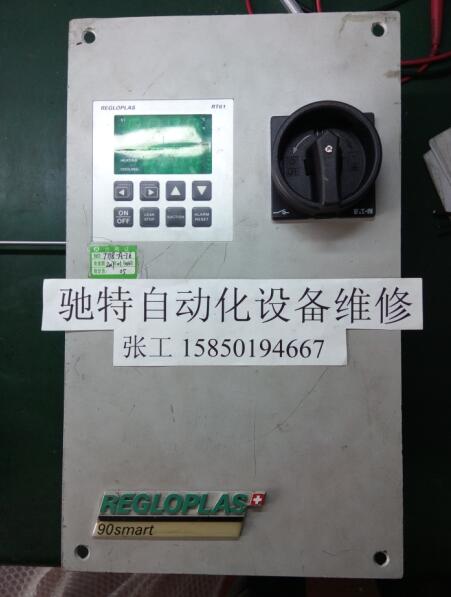 REGLOPLAS RT61
HEATING
COOLING
ON
OFF
LEAK
STOP
SUCTION
ALARM
RESET
EATON
驰特自动化设备维修
张工 15850194667
REGLOPLAS
90smart